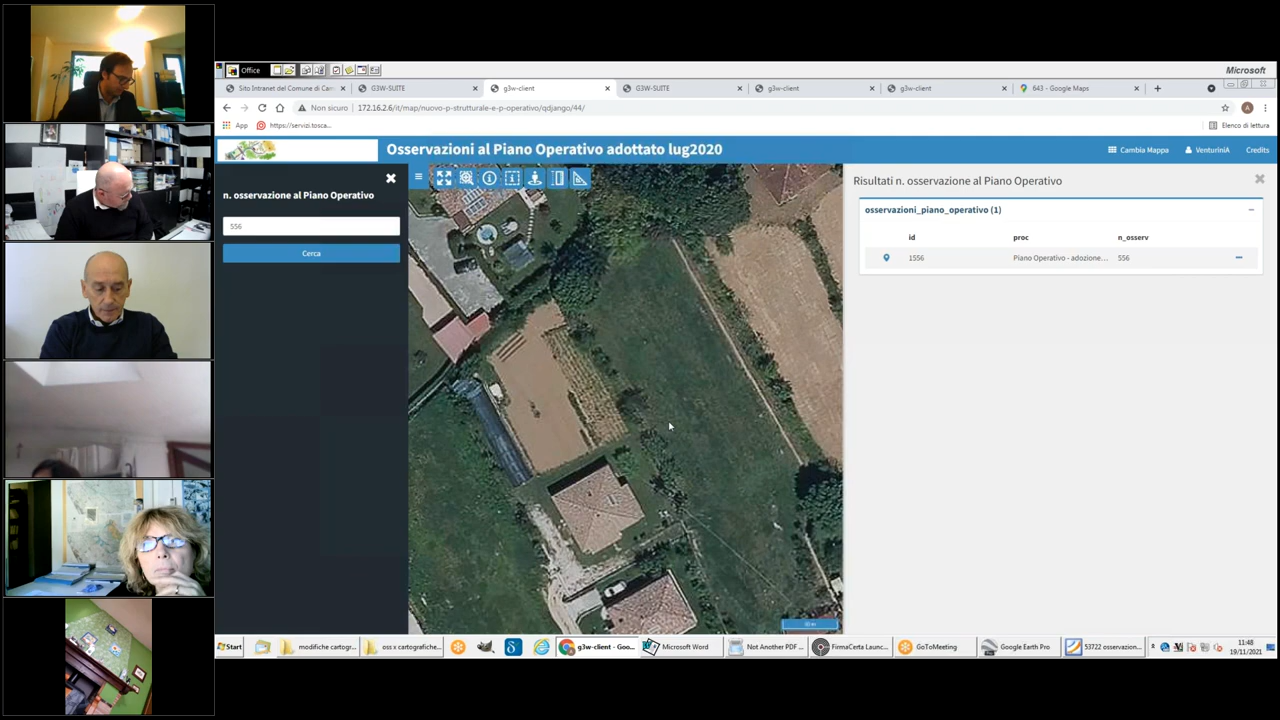 Office
Microsoft
Sito Intranet del Comune di Cam
G3W-SUITE
g3w-client
G3W-SUITE
g3w-client
g3w-client
643 - Google Maps
Non sicuro
172.16.2.6/it/map/nuovo-p-strutturale-e-p-operativo/qdjango/44/
App
https://servizi.tosca...
Elenco di lettura
Osservazioni al Piano Operativo adottato lug2020
Cambia Mappa
VenturiniA
Credits
n. osservazione al Piano Operativo
556
Cerca
Risultati n. osservazione al Piano Operativo
osservazioni_piano_operativo (1)
id proc n_osserv
1556 Piano Operativo - adozione... 556
Start
modifiche cartogr...
oss x cartografiche...
g3w-client - Goo...
Microsoft Word
Not Another PDF ...
FirmaCerta Launc...
GoToMeeting
Google Earth Pro
53722 osservazion...
11:48
19/11/2021